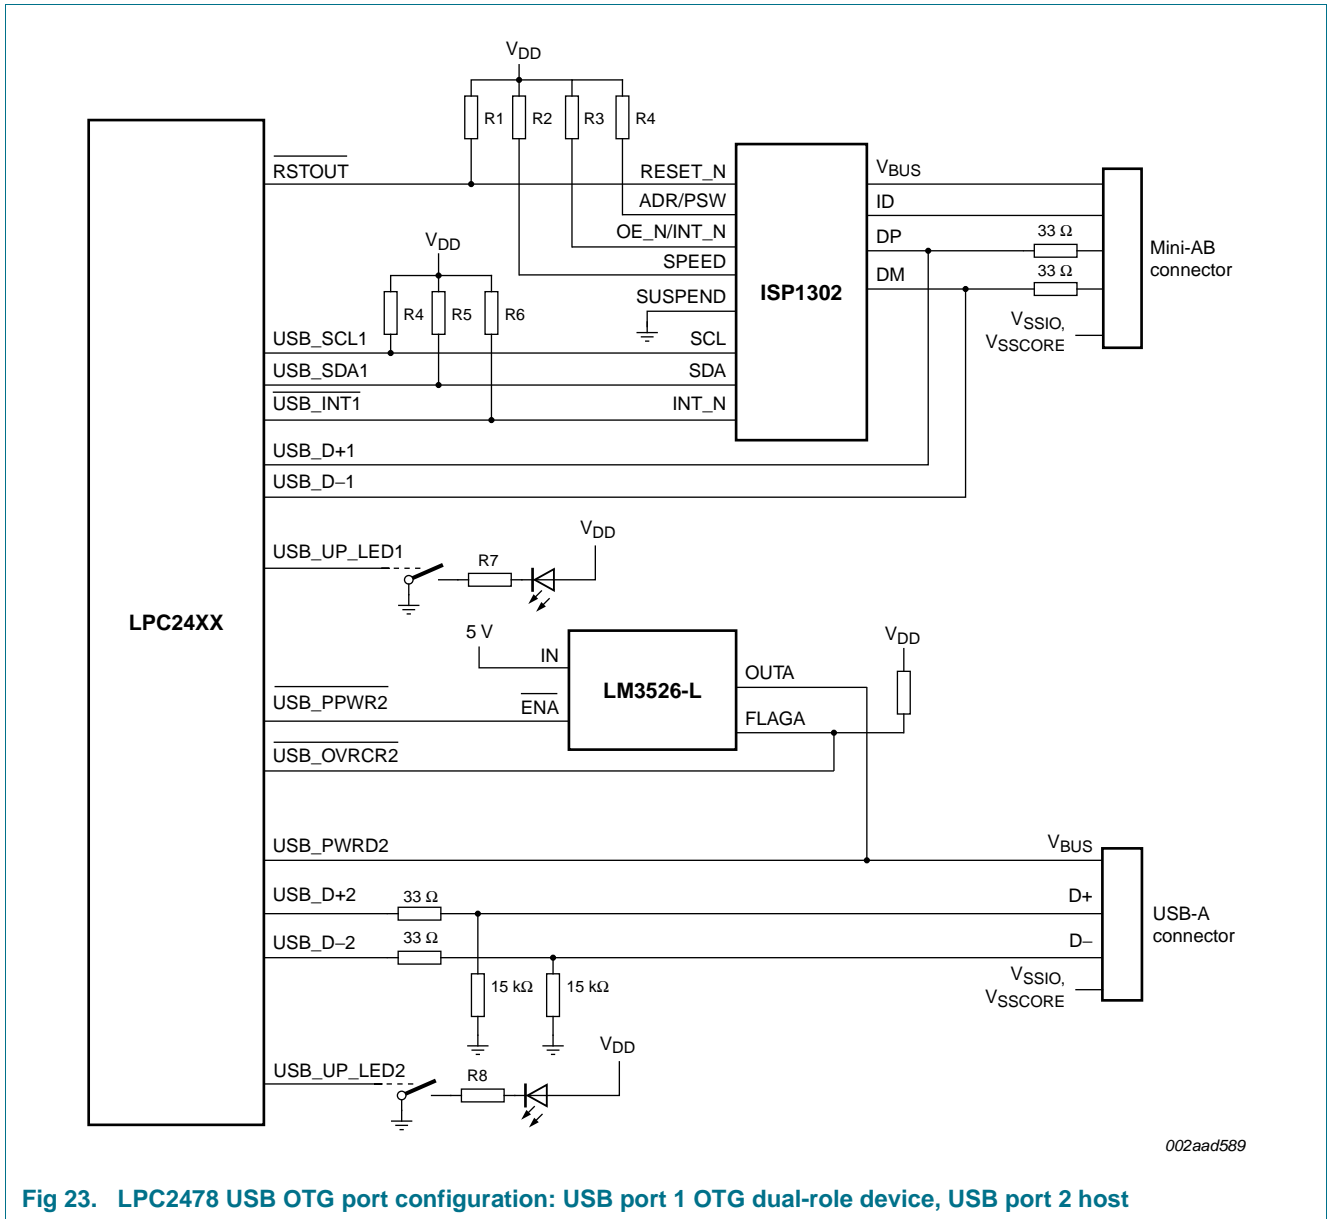 VDD
R1
R2
R3
R4
RSTOUT
RESET_N
VBUS
ADR/PSW
ID
OE_N/INT_N
DP
33 Ω
VDD
SPEED
DM
33 Ω
Mini-AB
connector
ISP1302
SUSPEND
R4
R5
R6
VSSIO,
VSSCORE
USB_SCL1
SCL
USB_SDA1
SDA
USB_INT1
INT_N
USB_D+1
USB_D−1
VDD
USB_UP_LED1
R7
LPC24XX
5 V
VDD
IN
OUTA
LM3526-L
USB_PPWR2
ENA
FLAGA
USB_OVRCR2
USB_PWRD2
VBUS
USB_D+2
33 Ω
D+
USB-A
connector
USB_D−2
33 Ω
D−
15 kΩ
15 kΩ
VSSIO,
VSSCORE
VDD
USB_UP_LED2
R8
002aad589
Fig 23. LPC2478 USB OTG port configuration: USB port 1 OTG dual-role device, USB port 2 host